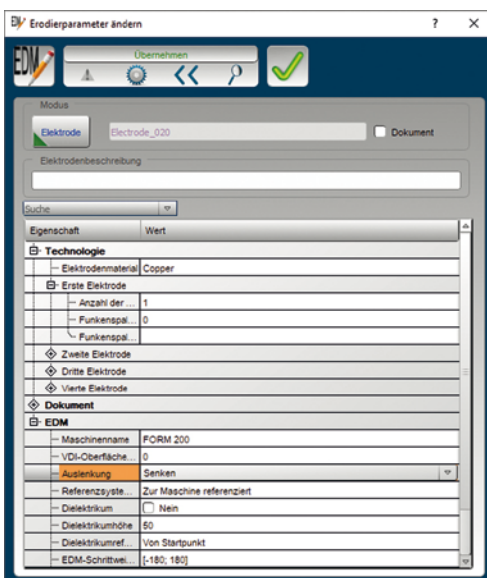 EDM Erodierparameter ändern ? ×
EDM
Übernehmen
Modus
Elektrode Electrode_020 Dokument
Elektrodenbeschreibung
Suche
Eigenschaft Wert
Technologie
Elektrodenmaterial Copper
Erste Elektrode
Anzahl der ... 1
Funkenspal... 0
Funkenspal...
Zweite Elektrode
Dritte Elektrode
Vierte Elektrode
Dokument
EDM
Maschinenname FORM 200
VDI-Oberfläche... 0
Auslenkung Senken
Referenzsyste... Zur Maschine referenziert
Dielektrikum Nein
Dielektrikumhöhe 50
Dielektrikumref... Von Startpunkt
EDM-Schrittwei... [-180; 180]